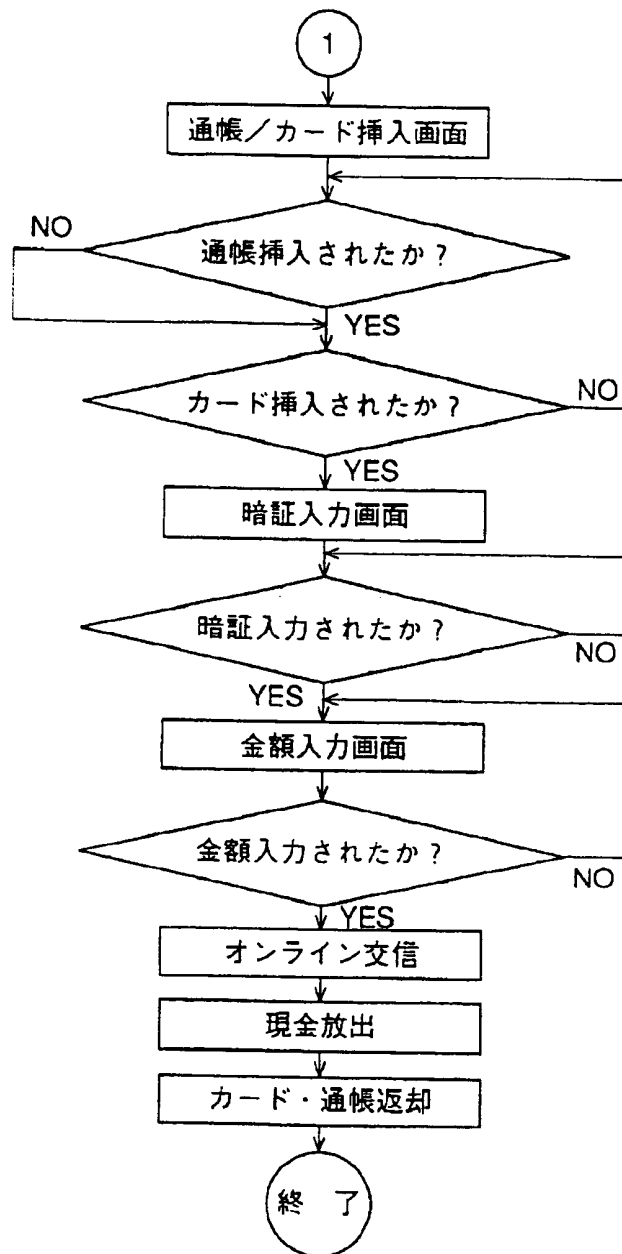 1
通帳／カード挿入画面
NO
通帳挿入されたか？
YES
カード挿入されたか？
NO
YES
暗証入力画面
暗証入力されたか？
NO
YES
金額入力画面
金額入力されたか？
NO
YES
オンライン交信
現金放出
カード・通帳返却
終 了